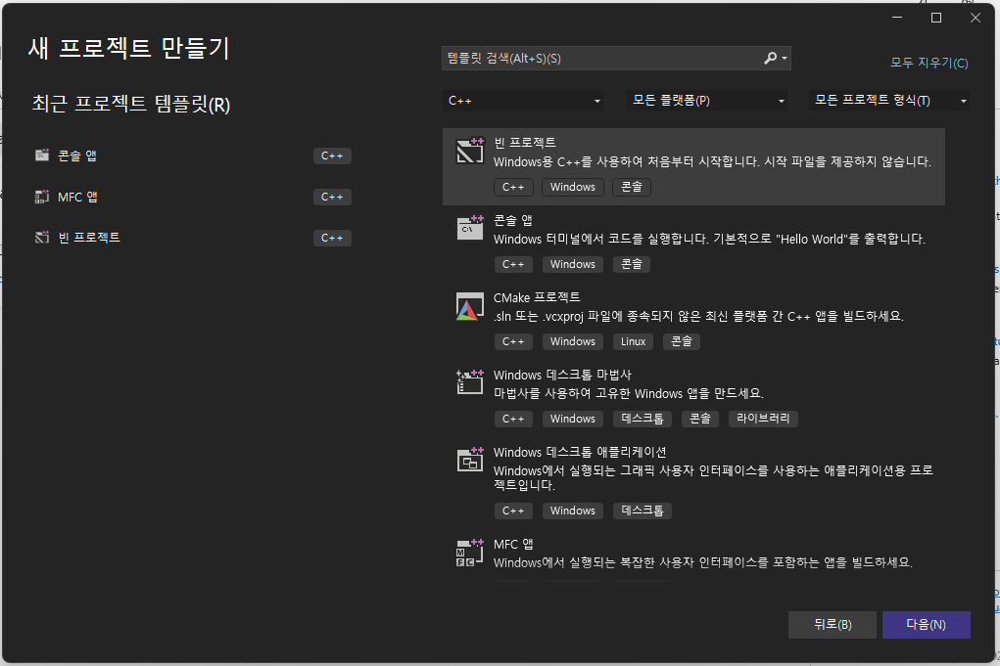 새 프로젝트 만들기
최근 프로젝트 템플릿(R)
콘솔 앱 C++
MFC 앱 C++
빈 프로젝트 C++
템플릿 검색(Alt+S)(S)
모두 지우기(C)
C++ 모든 플랫폼(P) 모든 프로젝트 형식(T)
빈 프로젝트
Windows용 C++를 사용하여 처음부터 시작합니다. 시작 파일을 제공하지 않습니다.
C++ Windows 콘솔
콘솔 앱
Windows 터미널에서 코드를 실행합니다. 기본적으로 "Hello World"를 출력합니다.
C++ Windows 콘솔
CMake 프로젝트
.sln 또는 .vcxproj 파일에 종속되지 않은 최신 플랫폼 간 C++ 앱을 빌드하세요.
C++ Windows Linux 콘솔
Windows 데스크톱 마법사
마법사를 사용하여 고유한 Windows 앱을 만드세요.
C++ Windows 데스크톱 콘솔 라이브러리
Windows 데스크톱 애플리케이션
Windows에서 실행되는 그래픽 사용자 인터페이스를 사용하는 애플리케이션용 프로
젝트입니다.
C++ Windows 데스크톱
MFC 앱
Windows에서 실행되는 복잡한 사용자 인터페이스를 포함하는 앱을 빌드하세요.
뒤로(B) 다음(N)